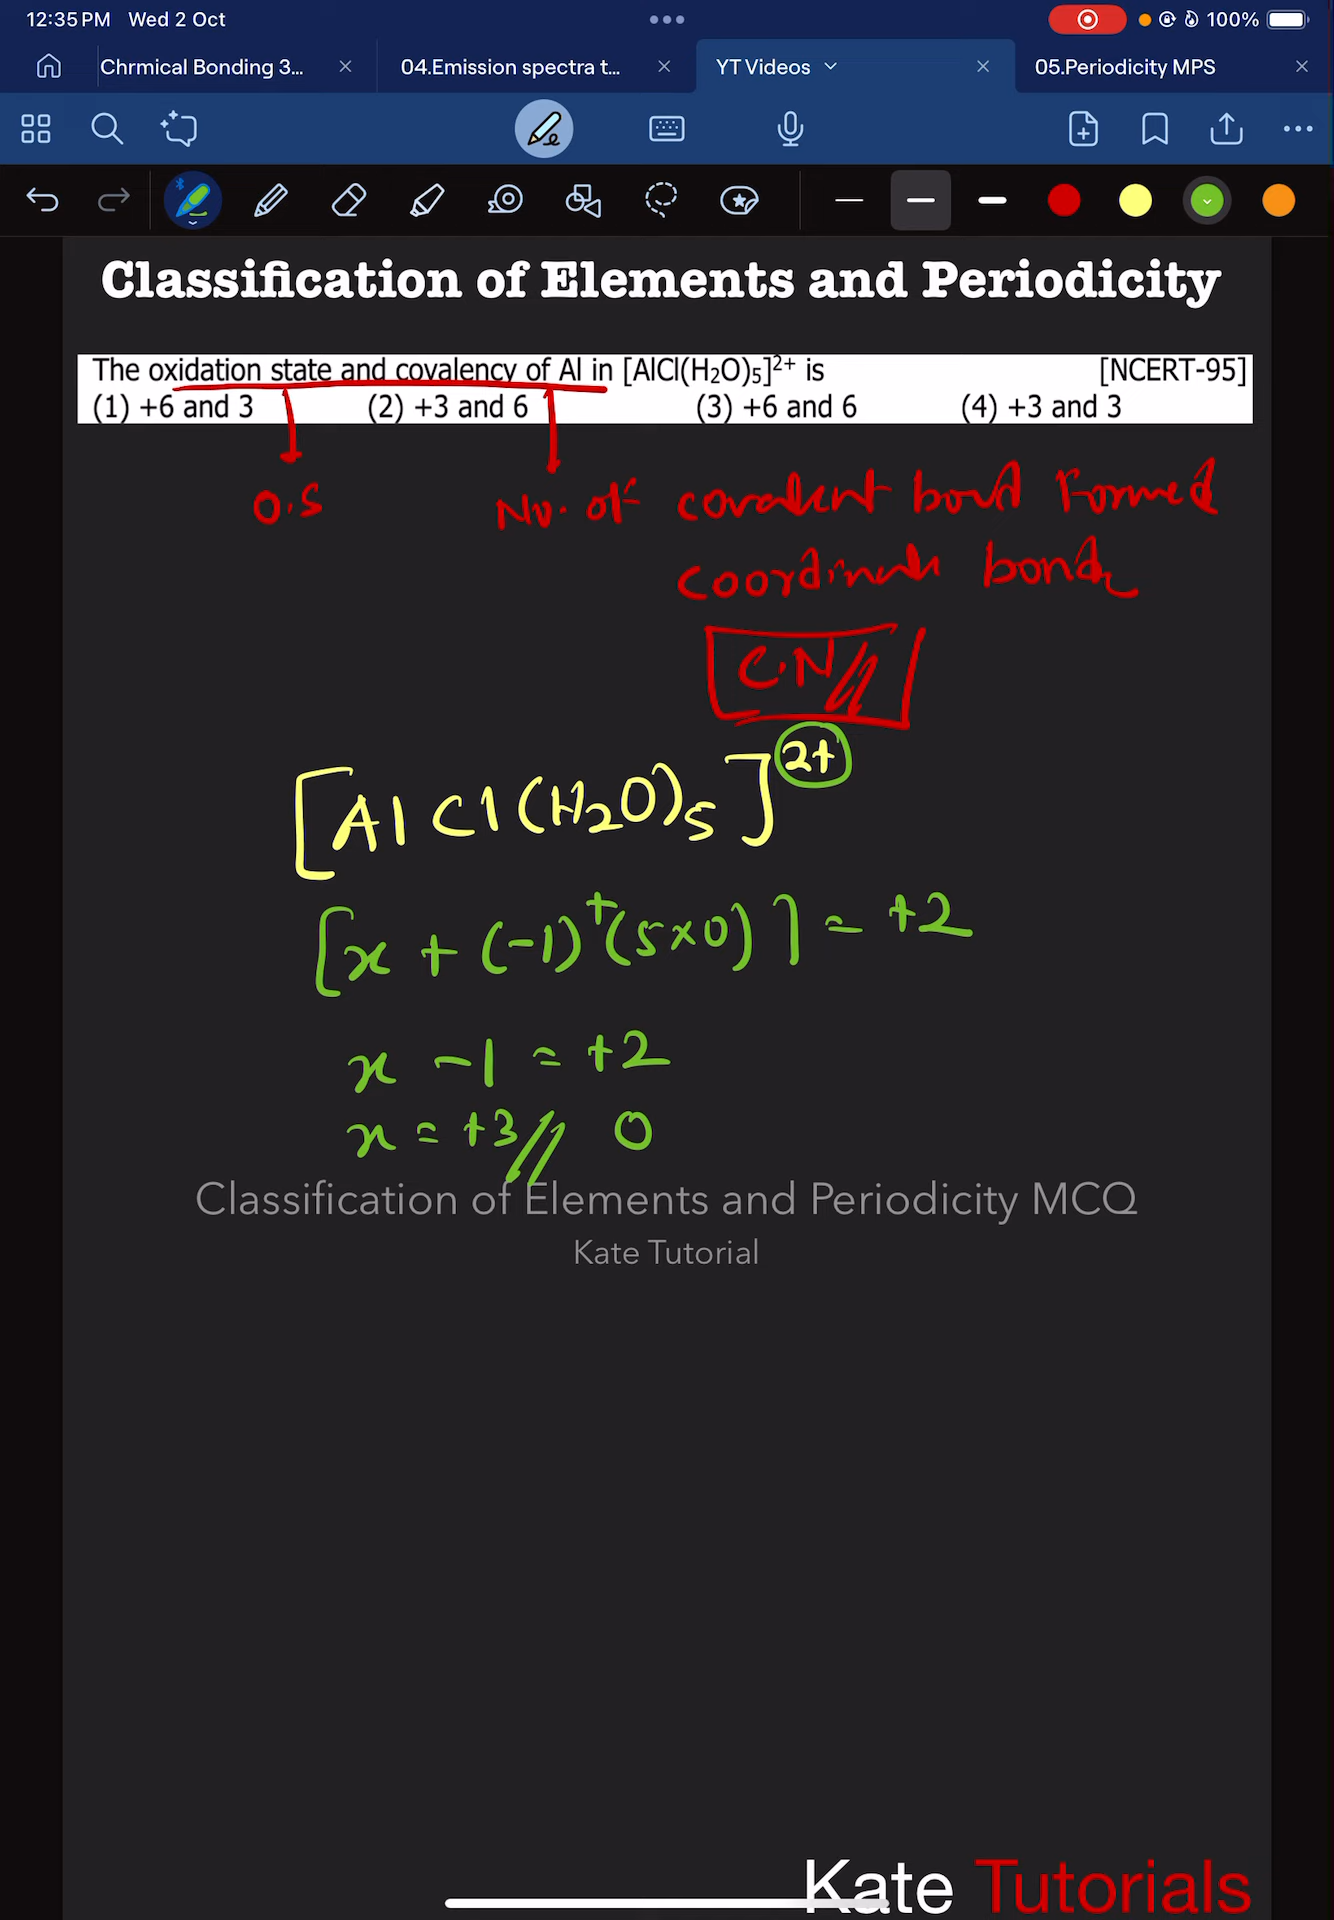 12:35 PM Wed 2 Oct
100%
Chrmical Bonding 3...
04.Emission spectra t...
YT Videos
05.Periodicity MPS
Classification of Elements and Periodicity
The oxidation state and covalency of Al in [AlCl(H₂O)₅]²⁺ is [NCERT-95]
(1) +6 and 3 (2) +3 and 6 (3) +6 and 6 (4) +3 and 3
O.S
No. of covalent bond Formed
coordinate bonds
C.N
[AlCl(H₂O)₅]²⁺
[x + (-1) + (5×0)] = +2
x - 1 = +2
x = +3// 0
Classification of Elements and Periodicity MCQ
Kate Tutorial
Kate Tutorials